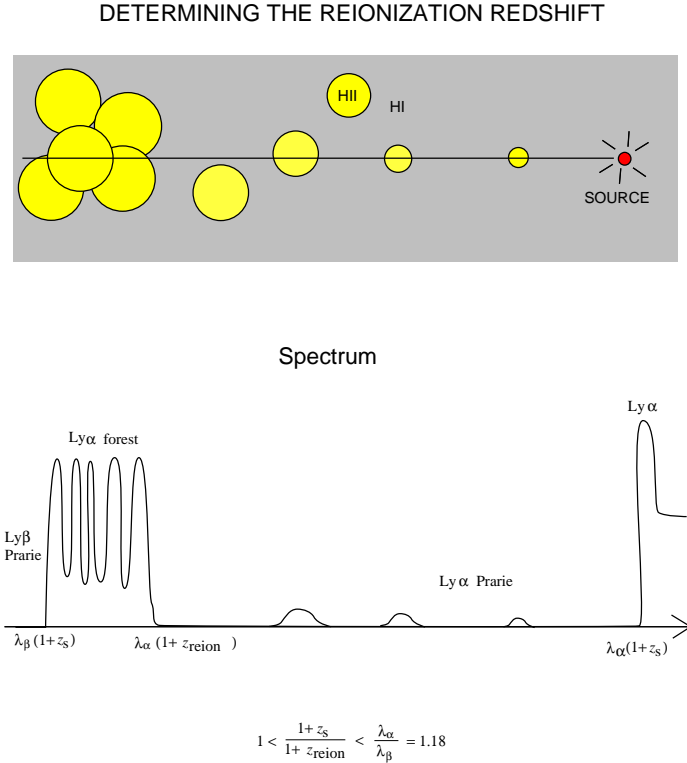 DETERMINING THE REIONIZATION REDSHIFT
HII
HI
SOURCE
Spectrum
Lyα
Lyα forest
Lyβ
Prarie
Lyα Prarie
λβ(1+zs)
λα (1+ zreion )
λα(1+zs)
1 < 1+ zs / 1+ zreion < λα / λβ = 1.18